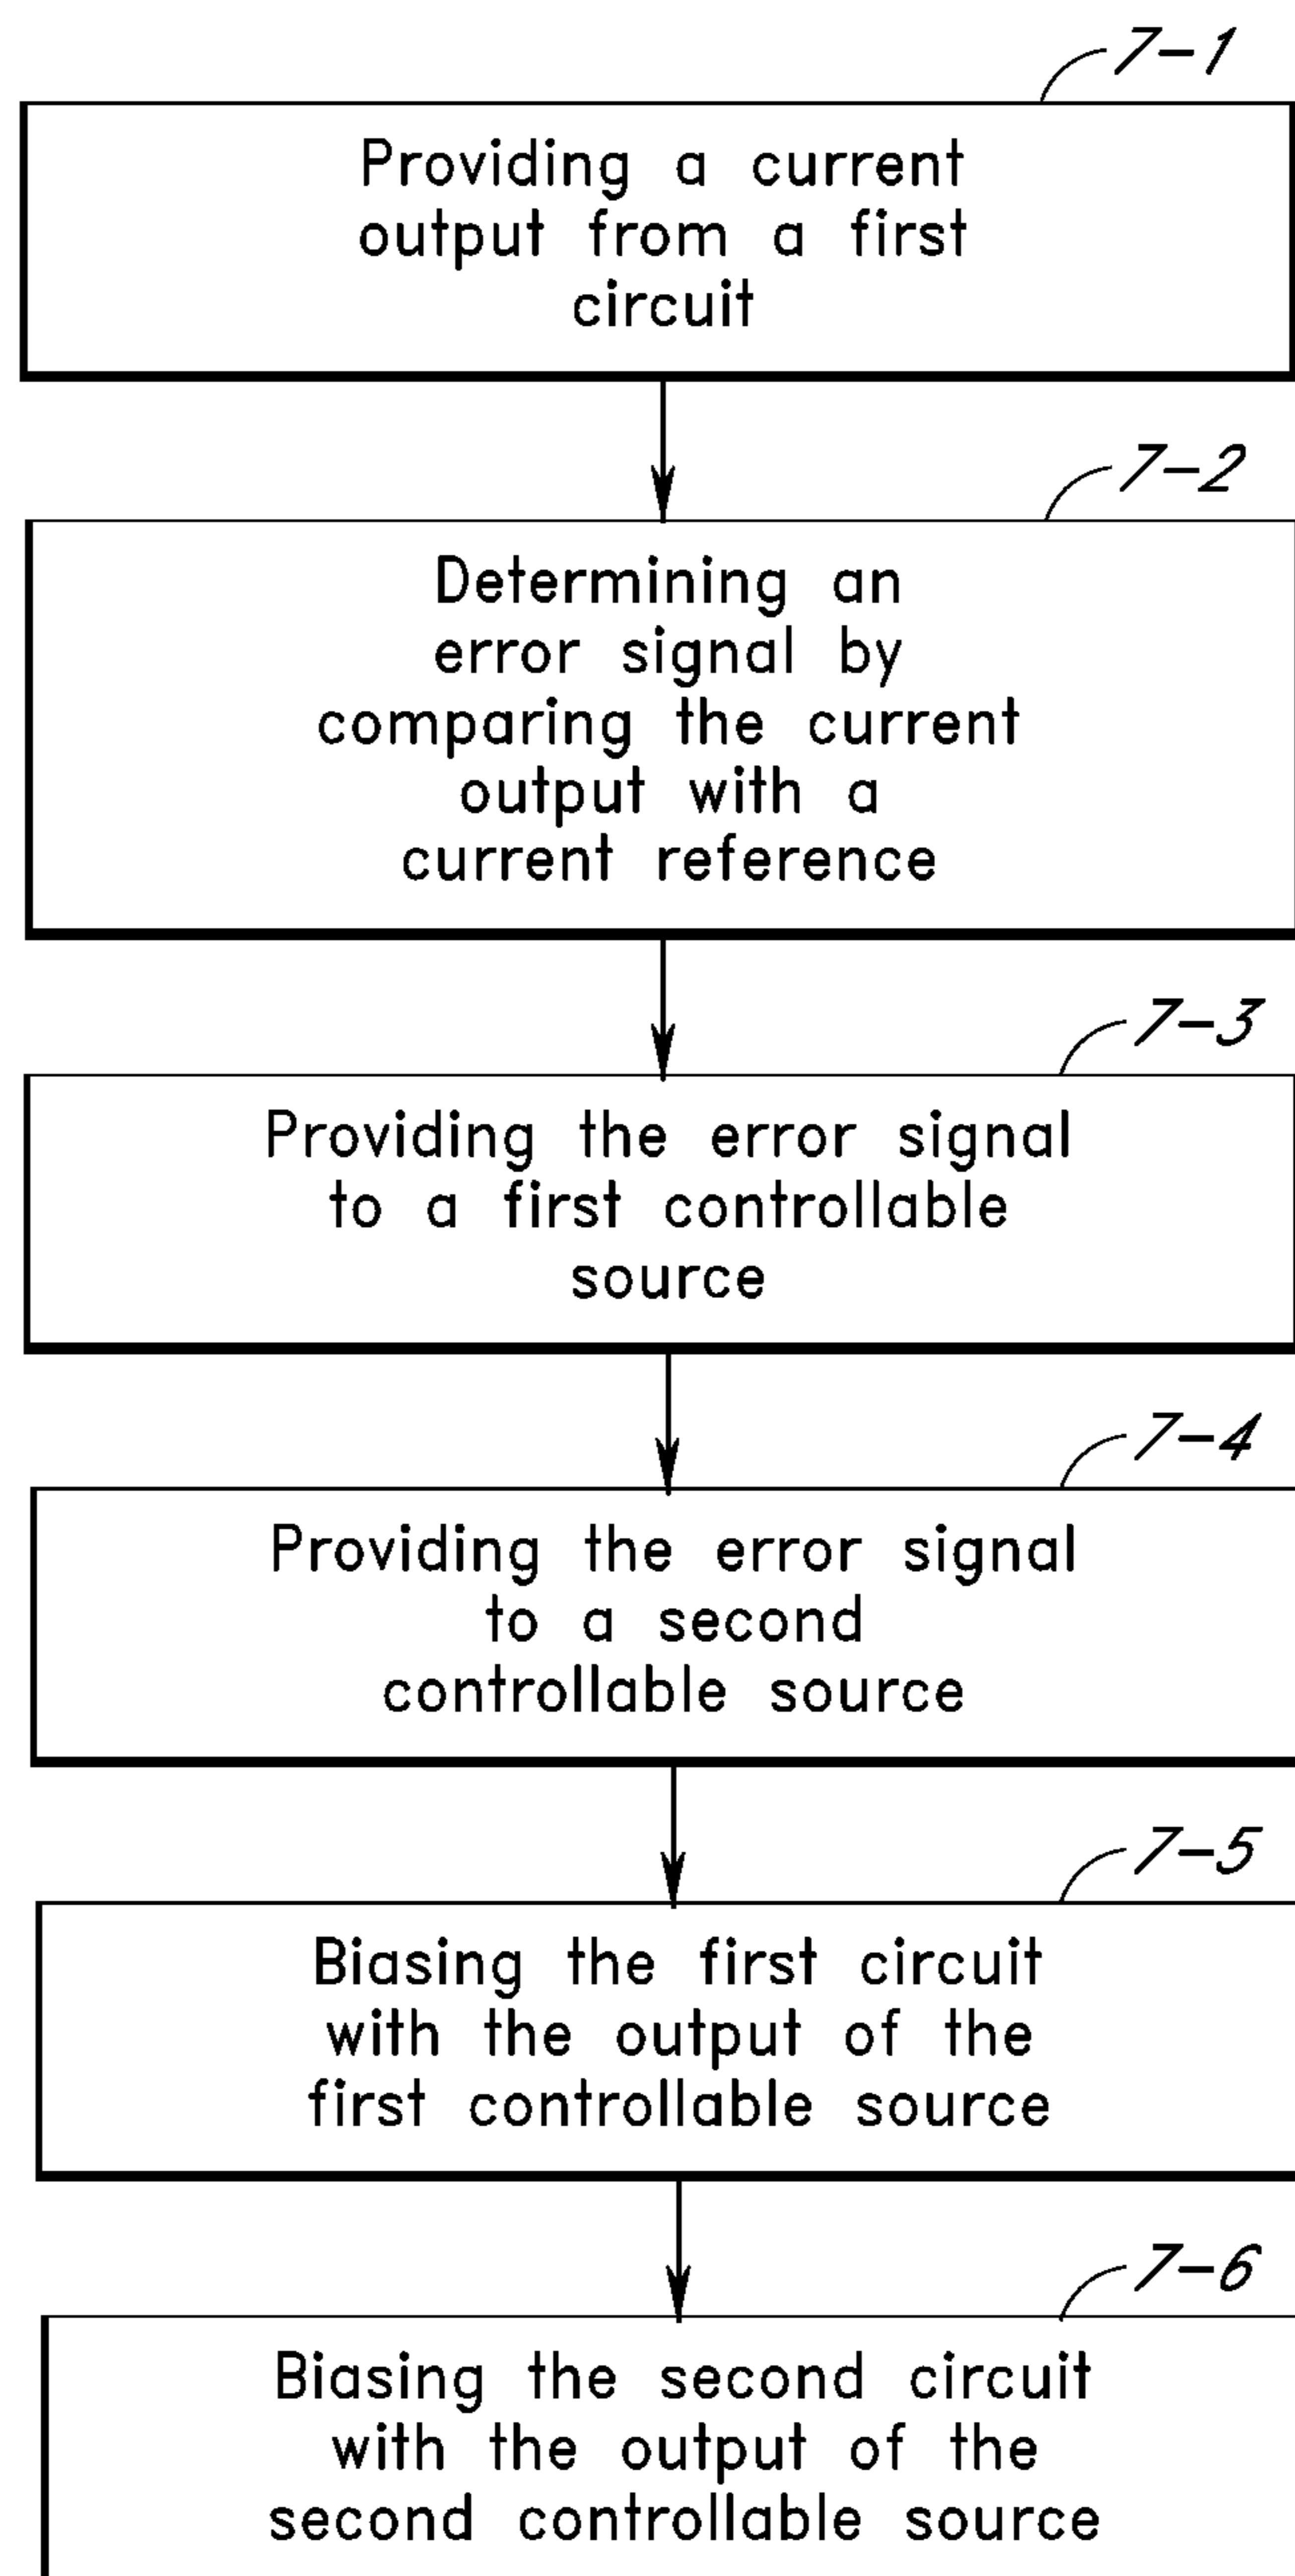 7-1
Providing a current
output from a first
circuit
7-2
Determining an
error signal by
comparing the current
output with a
current reference
7-3
Providing the error signal
to a first controllable
source
7-4
Providing the error signal
to a second
controllable source
7-5
Biasing the first circuit
with the output of the
first controllable source
7-6
Biasing the second circuit
with the output of the
second controllable source